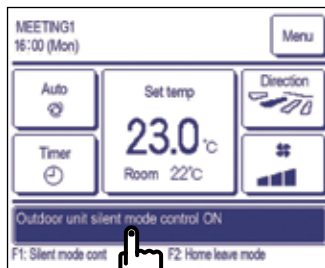 MEETING1
16:00 (Mon)
Menu
Auto
Set temp
Direction
23.0 °C
Timer
Room 22°C
Outdoor unit silent mode control ON
F1: Silent mode cont
F2: Home leave mode